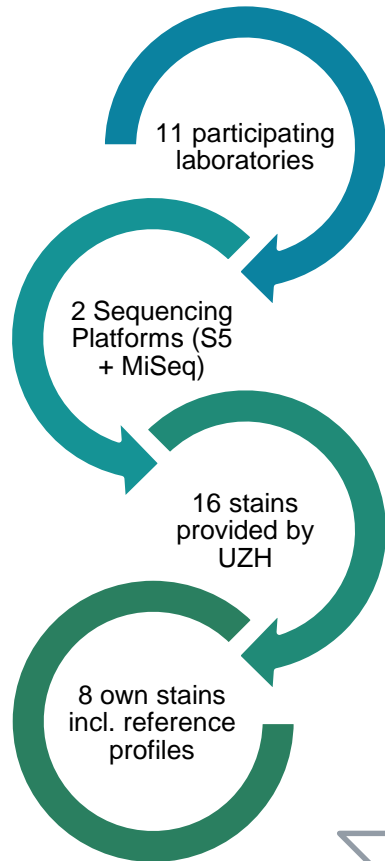 11 participating
laboratories
2 Sequencing
Platforms (S5
+ MiSeq)
16 stains
provided by
UZH
8 own stains
incl. reference
profiles